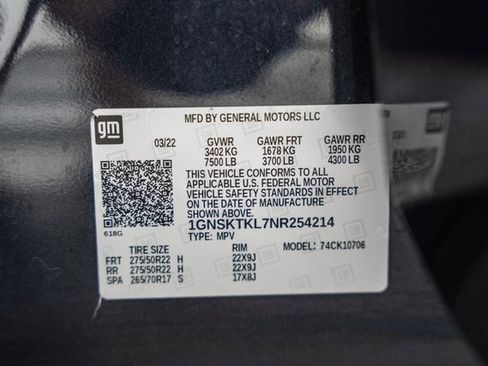 gm
MFD BY GENERAL MOTORS LLC
03/22 GVWR GAWR FRT GAWR RR
3402 KG 1678 KG 1950 KG
7500 LB 3700 LB 4300 LB
THIS VEHICLE CONFORMS TO ALL
APPLICABLE U.S. FEDERAL MOTOR
VEHICLE SAFETY STANDARDS IN EFFECT
ON THE DATE OF MANUFACTURE
618G 1GNSKTKL7NR254214
TYPE: MPV MODEL: 74CK10706
TIRE SIZE RIM
FRT 275/50R22 H 22X9J
RR 275/50R22 H 22X9J
SPA 265/70R17 S 17X8J